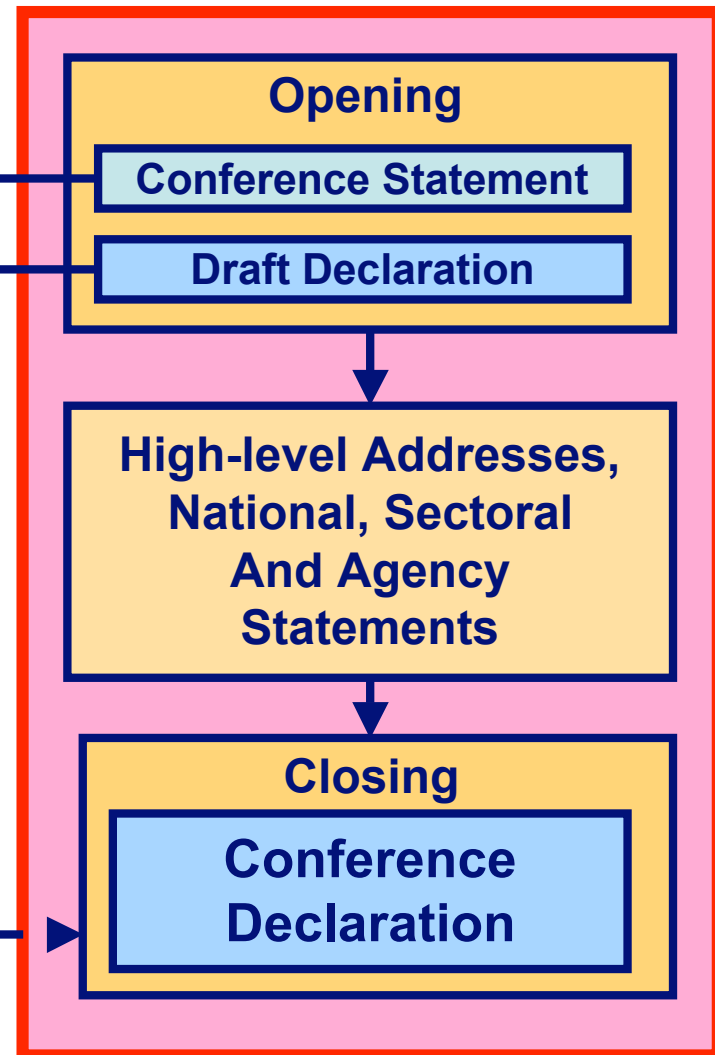 Opening
Conference Statement
Draft Declaration
High-level Addresses,
National, Sectoral
And Agency
Statements
Closing
Conference
Declaration